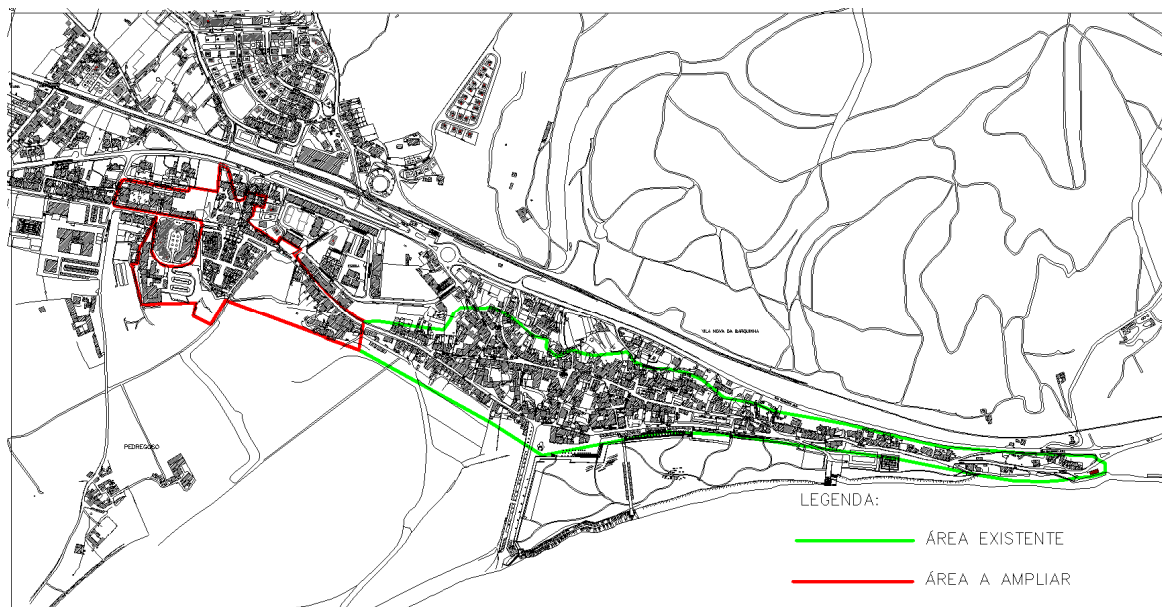 VILA NOVA DA BARQUINHA
PEDREGOSO
LEGENDA:
ÁREA EXISTENTE
ÁREA A AMPLIAR